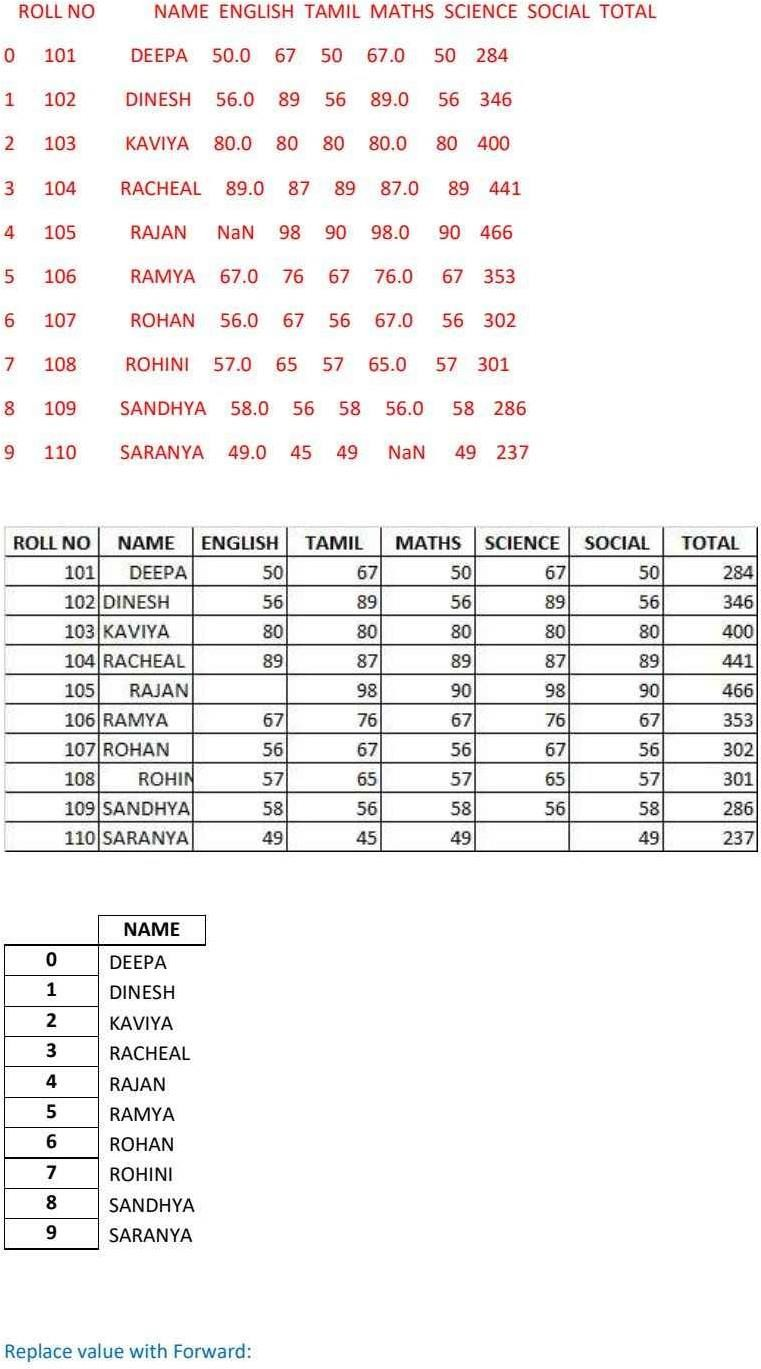 ROLL NO NAME ENGLISH TAMIL MATHS SCIENCE SOCIAL TOTAL
0 101 DEEPA 50.0 67 50 67.0 50 284
1 102 DINESH 56.0 89 56 89.0 56 346
2 103 KAVIYA 80.0 80 80 80.0 80 400
3 104 RACHEAL 89.0 87 89 87.0 89 441
4 105 RAJAN NaN 98 90 98.0 90 466
5 106 RAMYA 67.0 76 67 76.0 67 353
6 107 ROHAN 56.0 67 56 67.0 56 302
7 108 ROHINI 57.0 65 57 65.0 57 301
8 109 SANDHYA 58.0 56 58 56.0 58 286
9 110 SARANYA 49.0 45 49 NaN 49 237
ROLL NO NAME ENGLISH TAMIL MATHS SCIENCE SOCIAL TOTAL
101 DEEPA 50 67 50 67 50 284
102 DINESH 56 89 56 89 56 346
103 KAVIYA 80 80 80 80 80 400
104 RACHEAL 89 87 89 87 89 441
105 RAJAN 98 90 98 90 466
106 RAMYA 67 76 67 76 67 353
107 ROHAN 56 67 56 67 56 302
108 ROHIN 57 65 57 65 57 301
109 SANDHYA 58 56 58 56 58 286
110 SARANYA 49 45 49 49 237
NAME
0 DEEPA
1 DINESH
2 KAVIYA
3 RACHEAL
4 RAJAN
5 RAMYA
6 ROHAN
7 ROHINI
8 SANDHYA
9 SARANYA
Replace value with Forward: